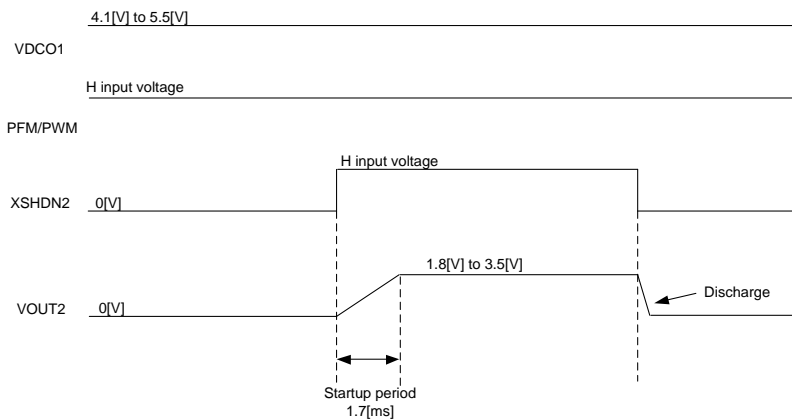 4.1[V] to 5.5[V]
VDCO1
H input voltage
PFM/PWM
H input voltage
XSHDN2
0[V]
1.8[V] to 3.5[V]
Discharge
VOUT2
0[V]
Startup period
1.7[ms]